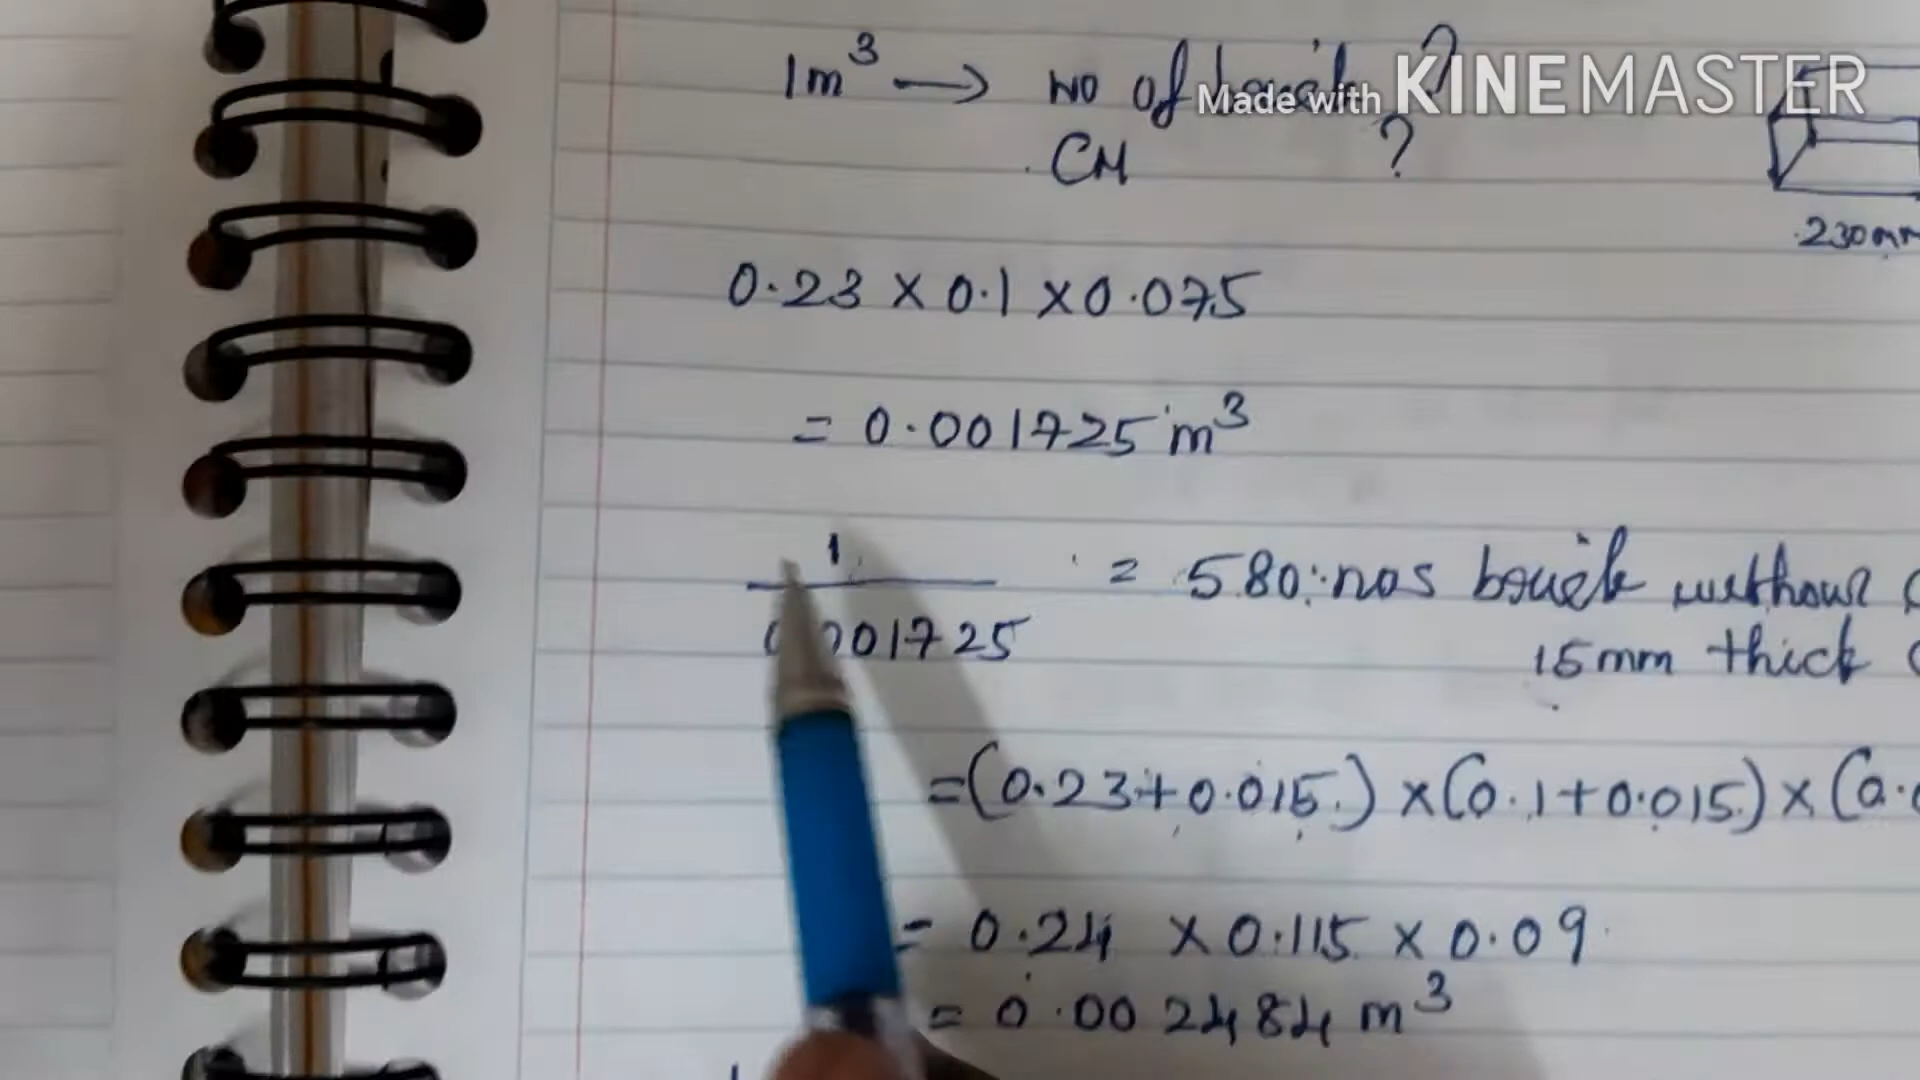 1m³ → no of ?
Made with KINEMASTER
CM ?
230mm
0.23 × 0.1 × 0.075
= 0.001725 m³
1
= 580 nos brick without
001725
15mm thick
=(0.23+0.015)×(0.1+0.015)×(0.0
= 0.24 × 0.115 × 0.09
= 0.002484 m³